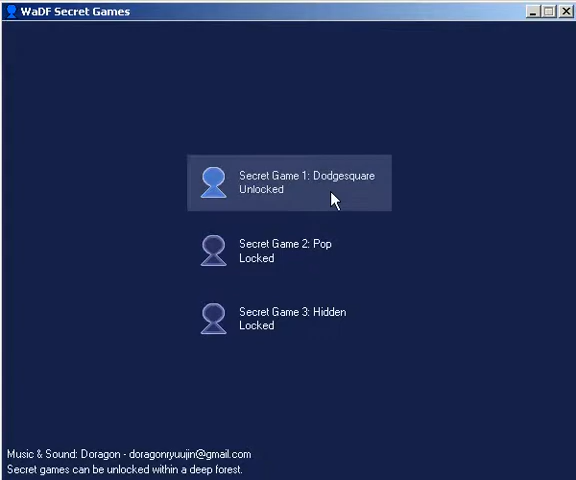 WaDF Secret Games
Secret Game 1: Dodgesquare
Unlocked
Secret Game 2: Pop
Locked
Secret Game 3: Hidden
Locked
Music & Sound: Doragon - doragonryuujin@gmail.com
Secret games can be unlocked within a deep forest.